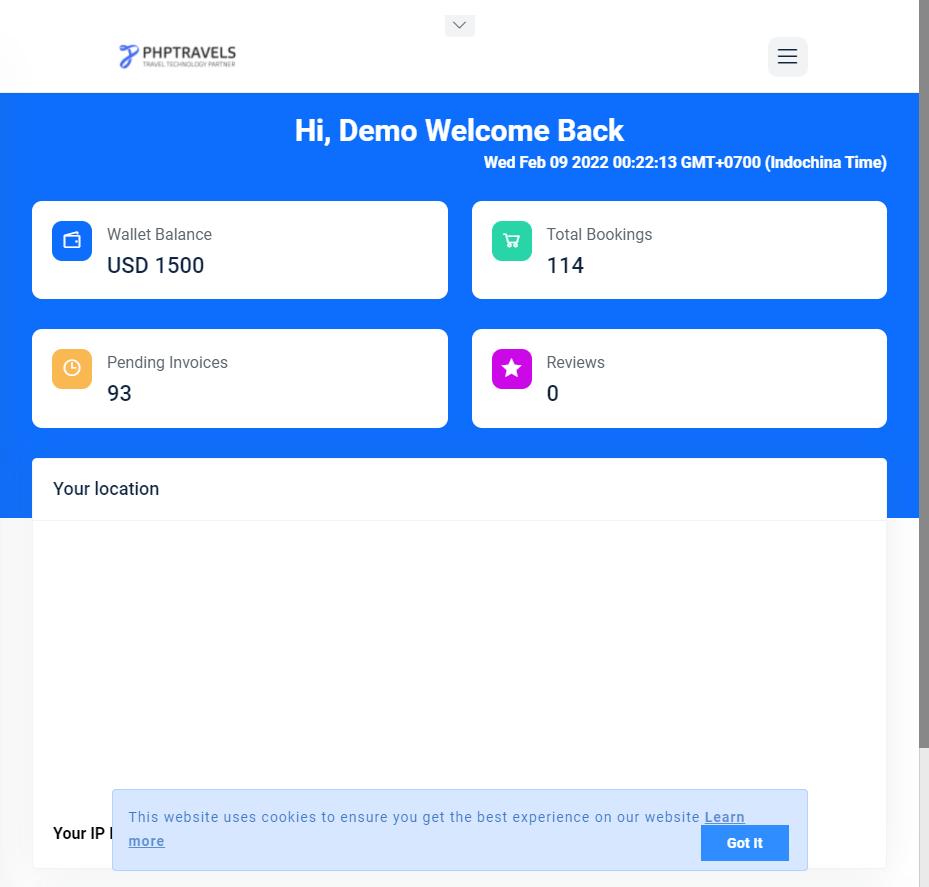 PHPTRAVELS
TRAVEL TECHNOLOGY PARTNER
Hi, Demo Welcome Back
Wed Feb 09 2022 00:22:13 GMT+0700 (Indochina Time)
Wallet Balance
USD 1500
Total Bookings
114
Pending Invoices
93
Reviews
0
Your location
This website uses cookies to ensure you get the best experience on our website Learn
more
Your IP
Got It